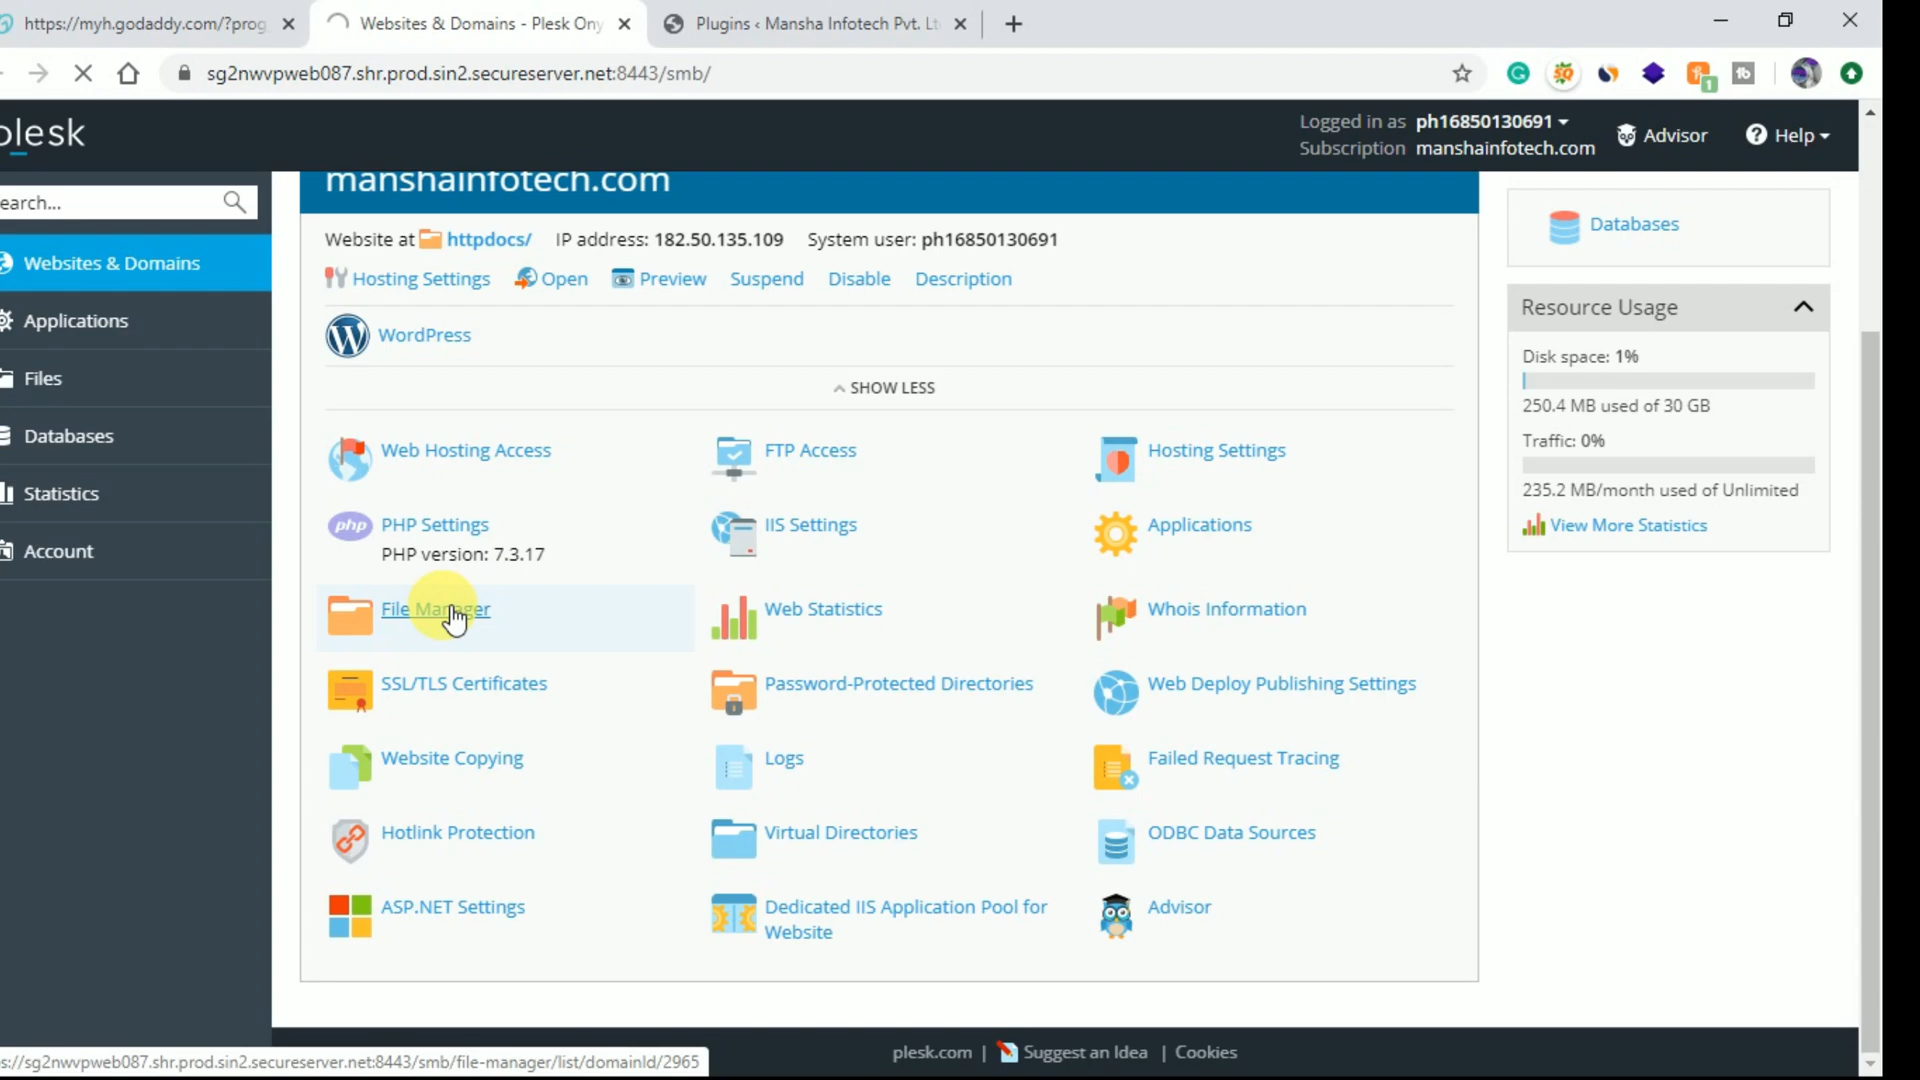 https://myh.godaddy.com/?prog
Websites & Domains - Plesk Ony
Plugins ‹ Mansha Infotech Pvt. Lt
sg2nwvpweb087.shr.prod.sin2.secureserver.net:8443/smb/
1
plesk
Logged in as ph16850130691
Subscription manshainfotech.com
Advisor
Help
earch...
Websites & Domains
Applications
Files
Databases
Statistics
Account
manshainfotech.com
Website at httpdocs/ IP address: 182.50.135.109 System user: ph16850130691
Hosting Settings Open Preview Suspend Disable Description
WordPress
SHOW LESS
Web Hosting Access
FTP Access
Hosting Settings
php
PHP Settings
PHP version: 7.3.17
IIS Settings
Applications
File Manager
Web Statistics
Whois Information
SSL/TLS Certificates
Password-Protected Directories
Web Deploy Publishing Settings
Website Copying
Logs
Failed Request Tracing
Hotlink Protection
Virtual Directories
ODBC Data Sources
ASP.NET Settings
Dedicated IIS Application Pool for
Website
Advisor
Databases
Resource Usage
Disk space: 1%
250.4 MB used of 30 GB
Traffic: 0%
235.2 MB/month used of Unlimited
View More Statistics
plesk.com | Suggest an Idea | Cookies
s://sg2nwvpweb087.shr.prod.sin2.secureserver.net:8443/smb/file-manager/list/domainId/2965